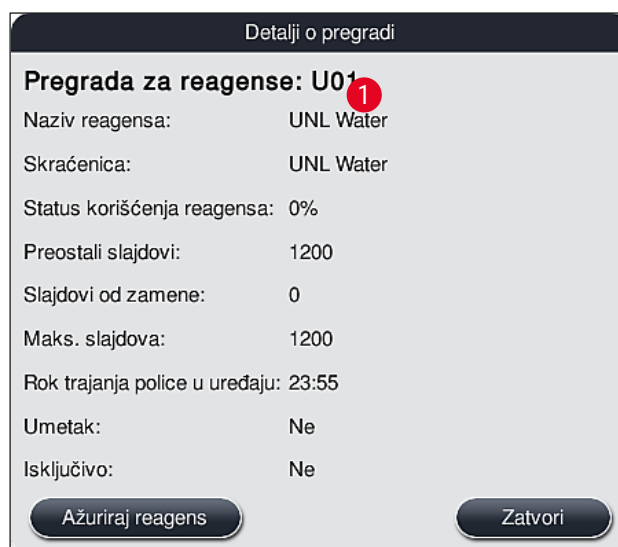 Detalji o pregradi
Pregrada za reagense: U01
1
Naziv reagensa: UNL Water
Skraćenica: UNL Water
Status korišćenja reagensa: 0%
Preostali slajdovi: 1200
Slajdovi od zamene: 0
Maks. slajdova: 1200
Rok trajanja police u uređaju: 23:55
Umetak: Ne
Isključivo: Ne
Ažuriraj reagens Zatvori